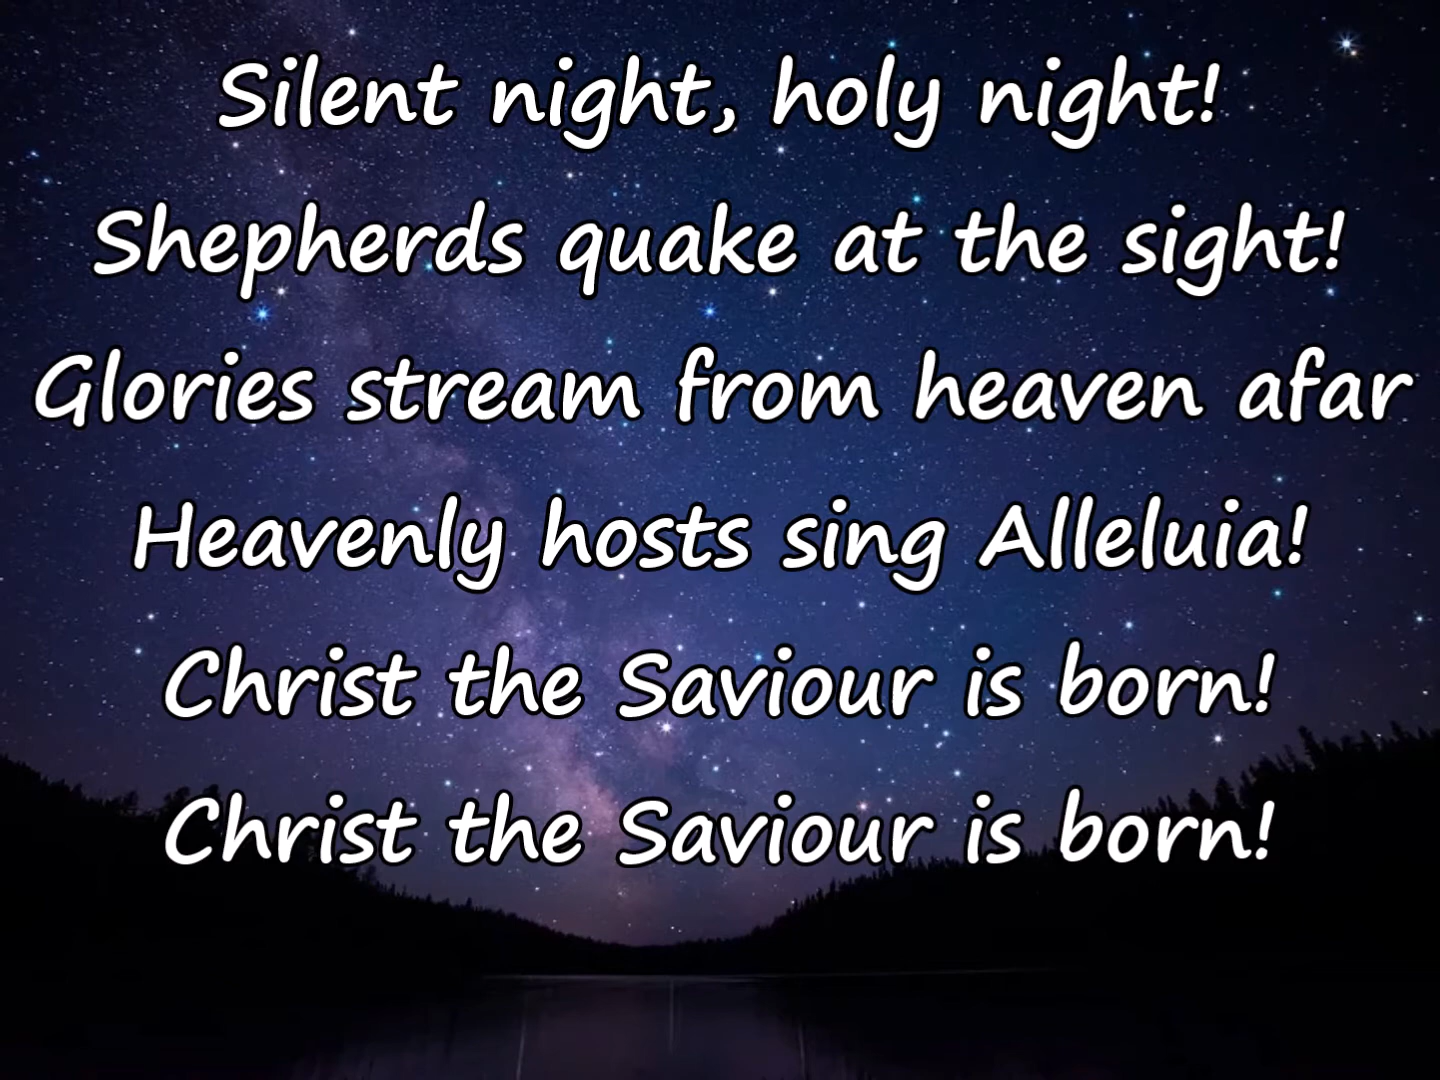 Silent night, holy night!
Shepherds quake at the sight!
Glories stream from heaven afar
Heavenly hosts sing Alleluia!
Christ the Saviour is born!
Christ the Saviour is born!